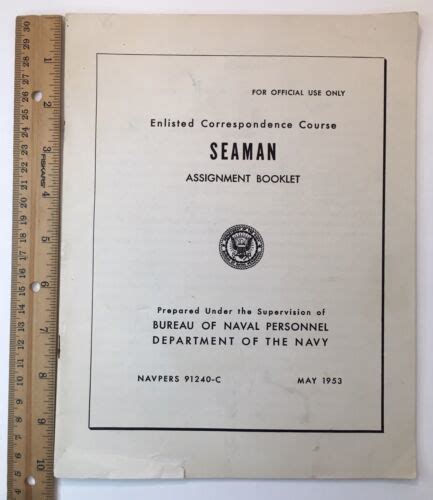 FOR OFFICIAL USE ONLY
Enlisted Correspondence Course
SEAMAN
ASSIGNMENT BOOKLET
Prepared Under the Supervision of
BUREAU OF NAVAL PERSONNEL
DEPARTMENT OF THE NAVY
NAVPERS 91240-C MAY 1953
FISKARS